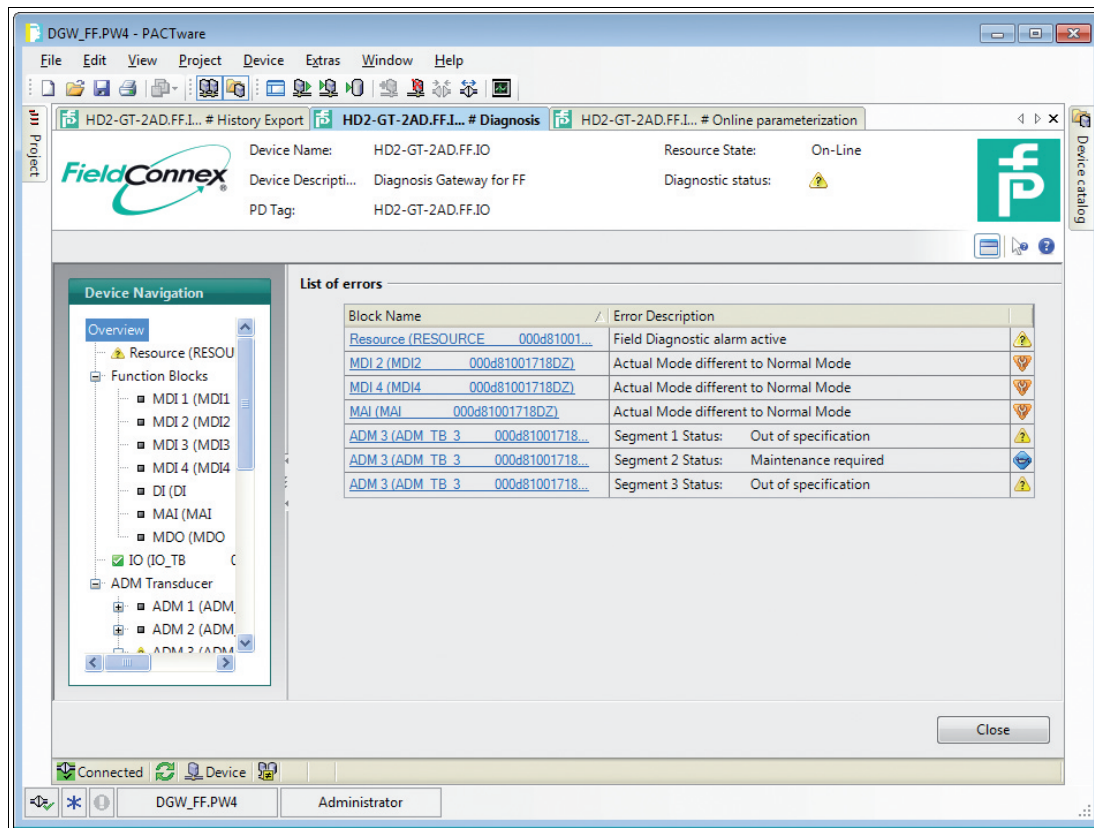 DGW_FF.PW4 - PACTware
File Edit View Project Device Extras Window Help
Project
HD2-GT-2AD.FF.I... # History Export
HD2-GT-2AD.FF.I... # Diagnosis
HD2-GT-2AD.FF.I... # Online parameterization
Device catalog
FieldConnex®
Device Name: HD2-GT-2AD.FF.IO
Resource State: On-Line
Device Descripti... Diagnosis Gateway for FF
Diagnostic status:
PD Tag: HD2-GT-2AD.FF.IO
Device Navigation
Overview
Resource (RESOU
Function Blocks
MDI 1 (MDI1
MDI 2 (MDI2
MDI 3 (MDI3
MDI 4 (MDI4
DI (DI
MAI (MAI
MDO (MDO
IO (IO_TB
ADM Transducer
ADM 1 (ADM_
ADM 2 (ADM_
ADM 3 (ADM
List of errors
Block Name Error Description
Resource (RESOURCE 000d81001... Field Diagnostic alarm active
MDI 2 (MDI2 000d81001718DZ) Actual Mode different to Normal Mode
MDI 4 (MDI4 000d81001718DZ) Actual Mode different to Normal Mode
MAI (MAI 000d81001718DZ) Actual Mode different to Normal Mode
ADM 3 (ADM_TB_3 000d81001718... Segment 1 Status: Out of specification
ADM 3 (ADM_TB_3 000d81001718... Segment 2 Status: Maintenance required
ADM 3 (ADM_TB_3 000d81001718... Segment 3 Status: Out of specification
Close
Connected Device
DGW_FF.PW4 Administrator